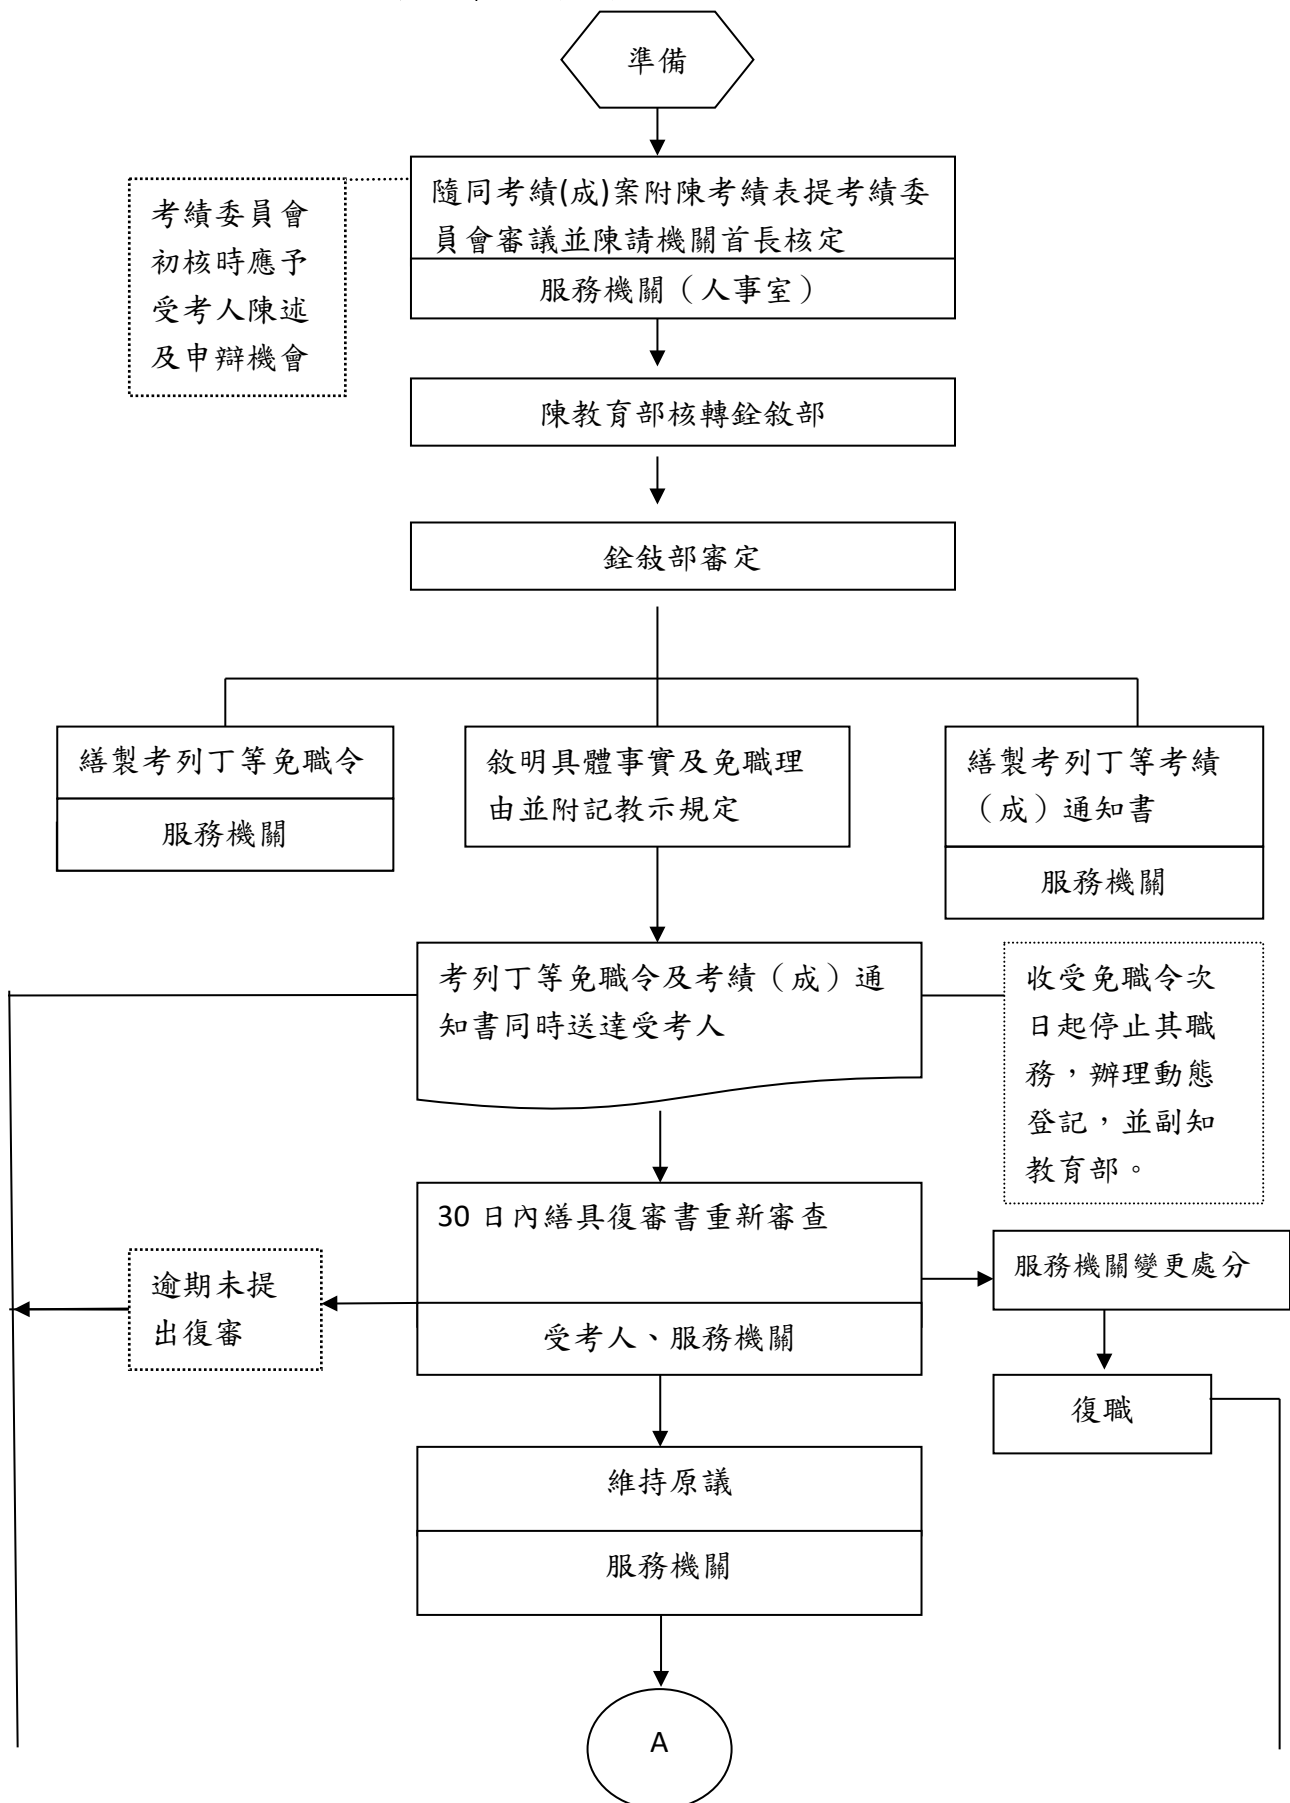 準備
隨同考績(成)案附陳考績表提考績委
員會審議並陳請機關首長核定
服務機關（人事室）
考績委員會
初核時應予
受考人陳述
及申辯機會
陳教育部核轉銓敘部
銓敍部審定
繕製考列丁等免職令
服務機關
敘明具體事實及免職理
由並附記教示規定
繕製考列丁等考績
（成）通知書
服務機關
考列丁等免職令及考績（成）通
知書同時送達受考人
收受免職令次
日起停止其職
務，辦理動態
登記，並副知
教育部。
30 日內繕具復審書重新審查
受考人、服務機關
逾期未提
出復審
服務機關變更處分
復職
維持原議
服務機關
A